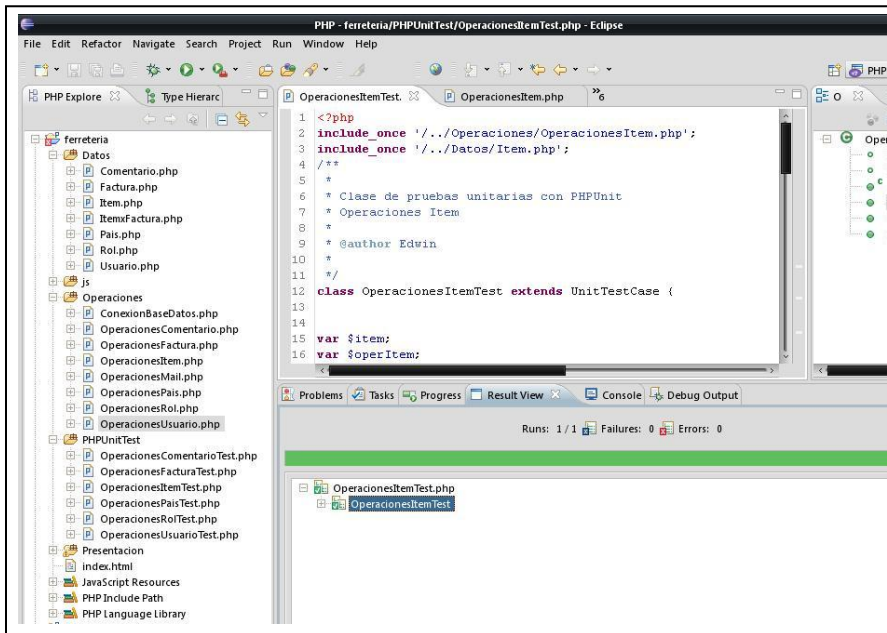 PHP - ferreteria/PHPUnitTest/OperacionesItemTest.php - Eclipse
File Edit Refactor Navigate Search Project Run Window Help
PHP
PHP Explore
Type Hierarc
ferreteria
Datos
Comentario.php
Factura.php
Item.php
ItemxFactura.php
Pais.php
Rol.php
Usuario.php
js
Operaciones
ConexionBaseDatos.php
OperacionesComentario.php
OperacionesFactura.php
OperacionesItem.php
OperacionesMail.php
OperacionesPais.php
OperacionesRol.php
OperacionesUsuario.php
PHPUnitTest
OperacionesComentarioTest.php
OperacionesFacturaTest.php
OperacionesItemTest.php
OperacionesPaisTest.php
OperacionesRolTest.php
OperacionesUsuarioTest.php
Presentacion
index.html
JavaScript Resources
PHP Include Path
PHP Language Library
OperacionesItemTest.
OperacionesItem.php
»6
1 <?php
2 include_once '/../Operaciones/OperacionesItem.php';
3 include_once '/../Datos/Item.php';
4 /**
5 *
6 * Clase de pruebas unitarias con PHPUnit
7 * Operaciones Item
8 *
9 * @author Edwin
10 *
11 */
12 class OperacionesItemTest extends UnitTestCase {
13
14
15 var $item;
16 var $operItem;
O
Oper
Problems Tasks Progress Result View Console Debug Output
Runs: 1 / 1 Failures: 0 Errors: 0
OperacionesItemTest.php
OperacionesItemTest